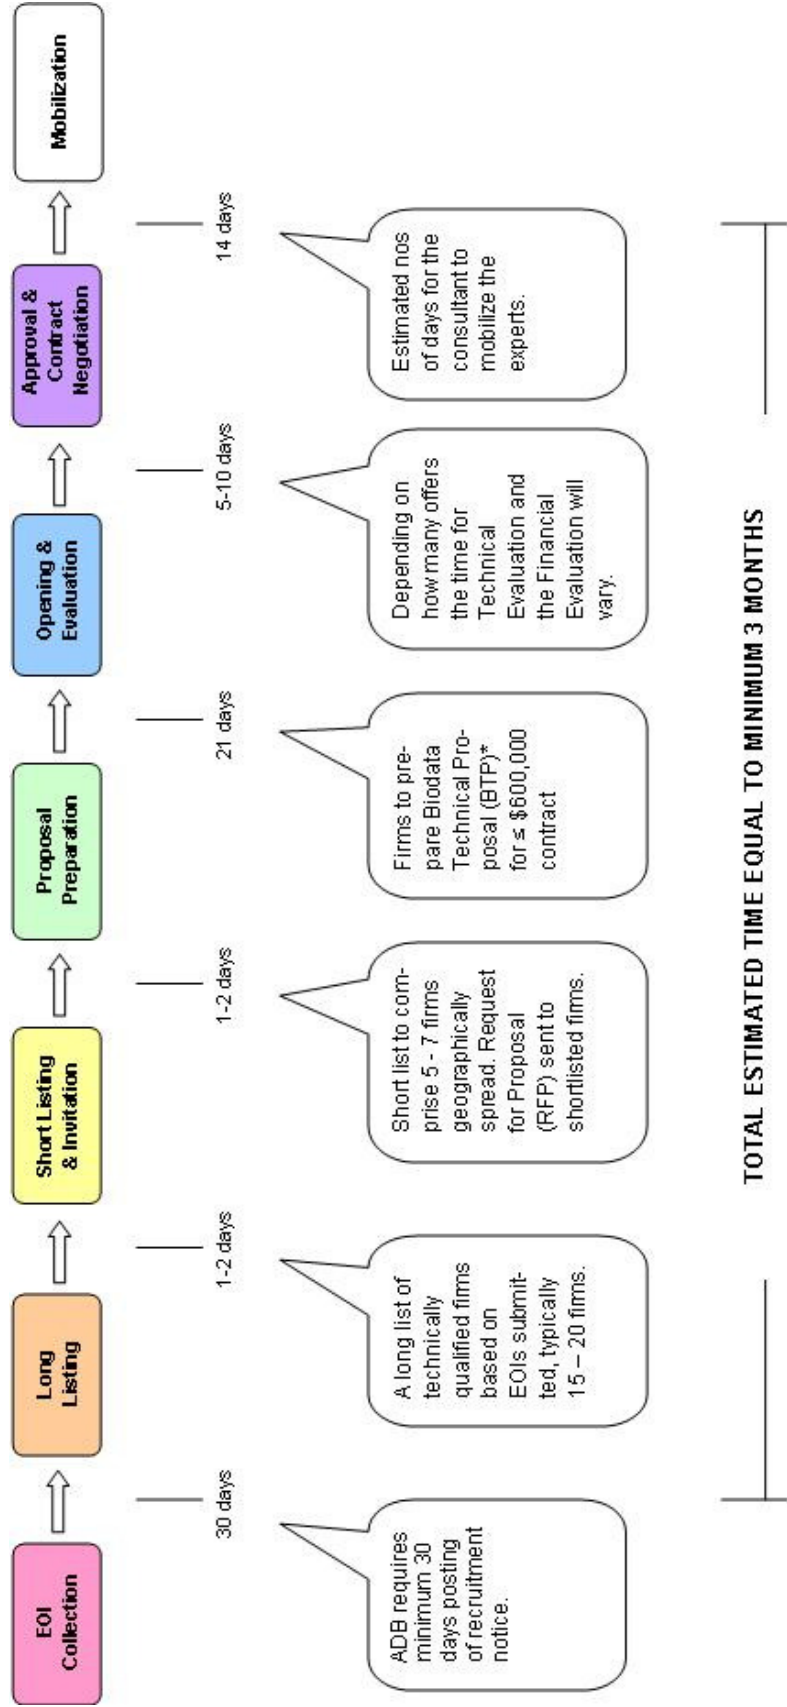 EOI
Collection
Long
Listing
Short Listing
& Invitation
Proposal
Preparation
Opening &
Evaluation
Approval &
Contract
Negotiation
Mobilization
30 days
1-2 days
1-2 days
21 days
5-10 days
14 days
ADB requires
minimum 30
days posting
of recruitment
notice.
A long list of
technically
qualified firms
based on
EOIs submit-
ted, typically
15 – 20 firms.
Short list to com-
prise 5 - 7 firms
geographically
spread. Request
for Proposal
(RFP) sent to
shortlisted firms.
Firms to pre-
pare Biodata
Technical Pro-
posal (BTP)*
for ≤ $600,000
contract
Depending on
how many offers
the time for
Technical
Evaluation and
the Financial
Evaluation will
vary.
Estimated nos
of days for the
consultant to
mobilize the
experts.
TOTAL ESTIMATED TIME EQUAL TO MINIMUM 3 MONTHS